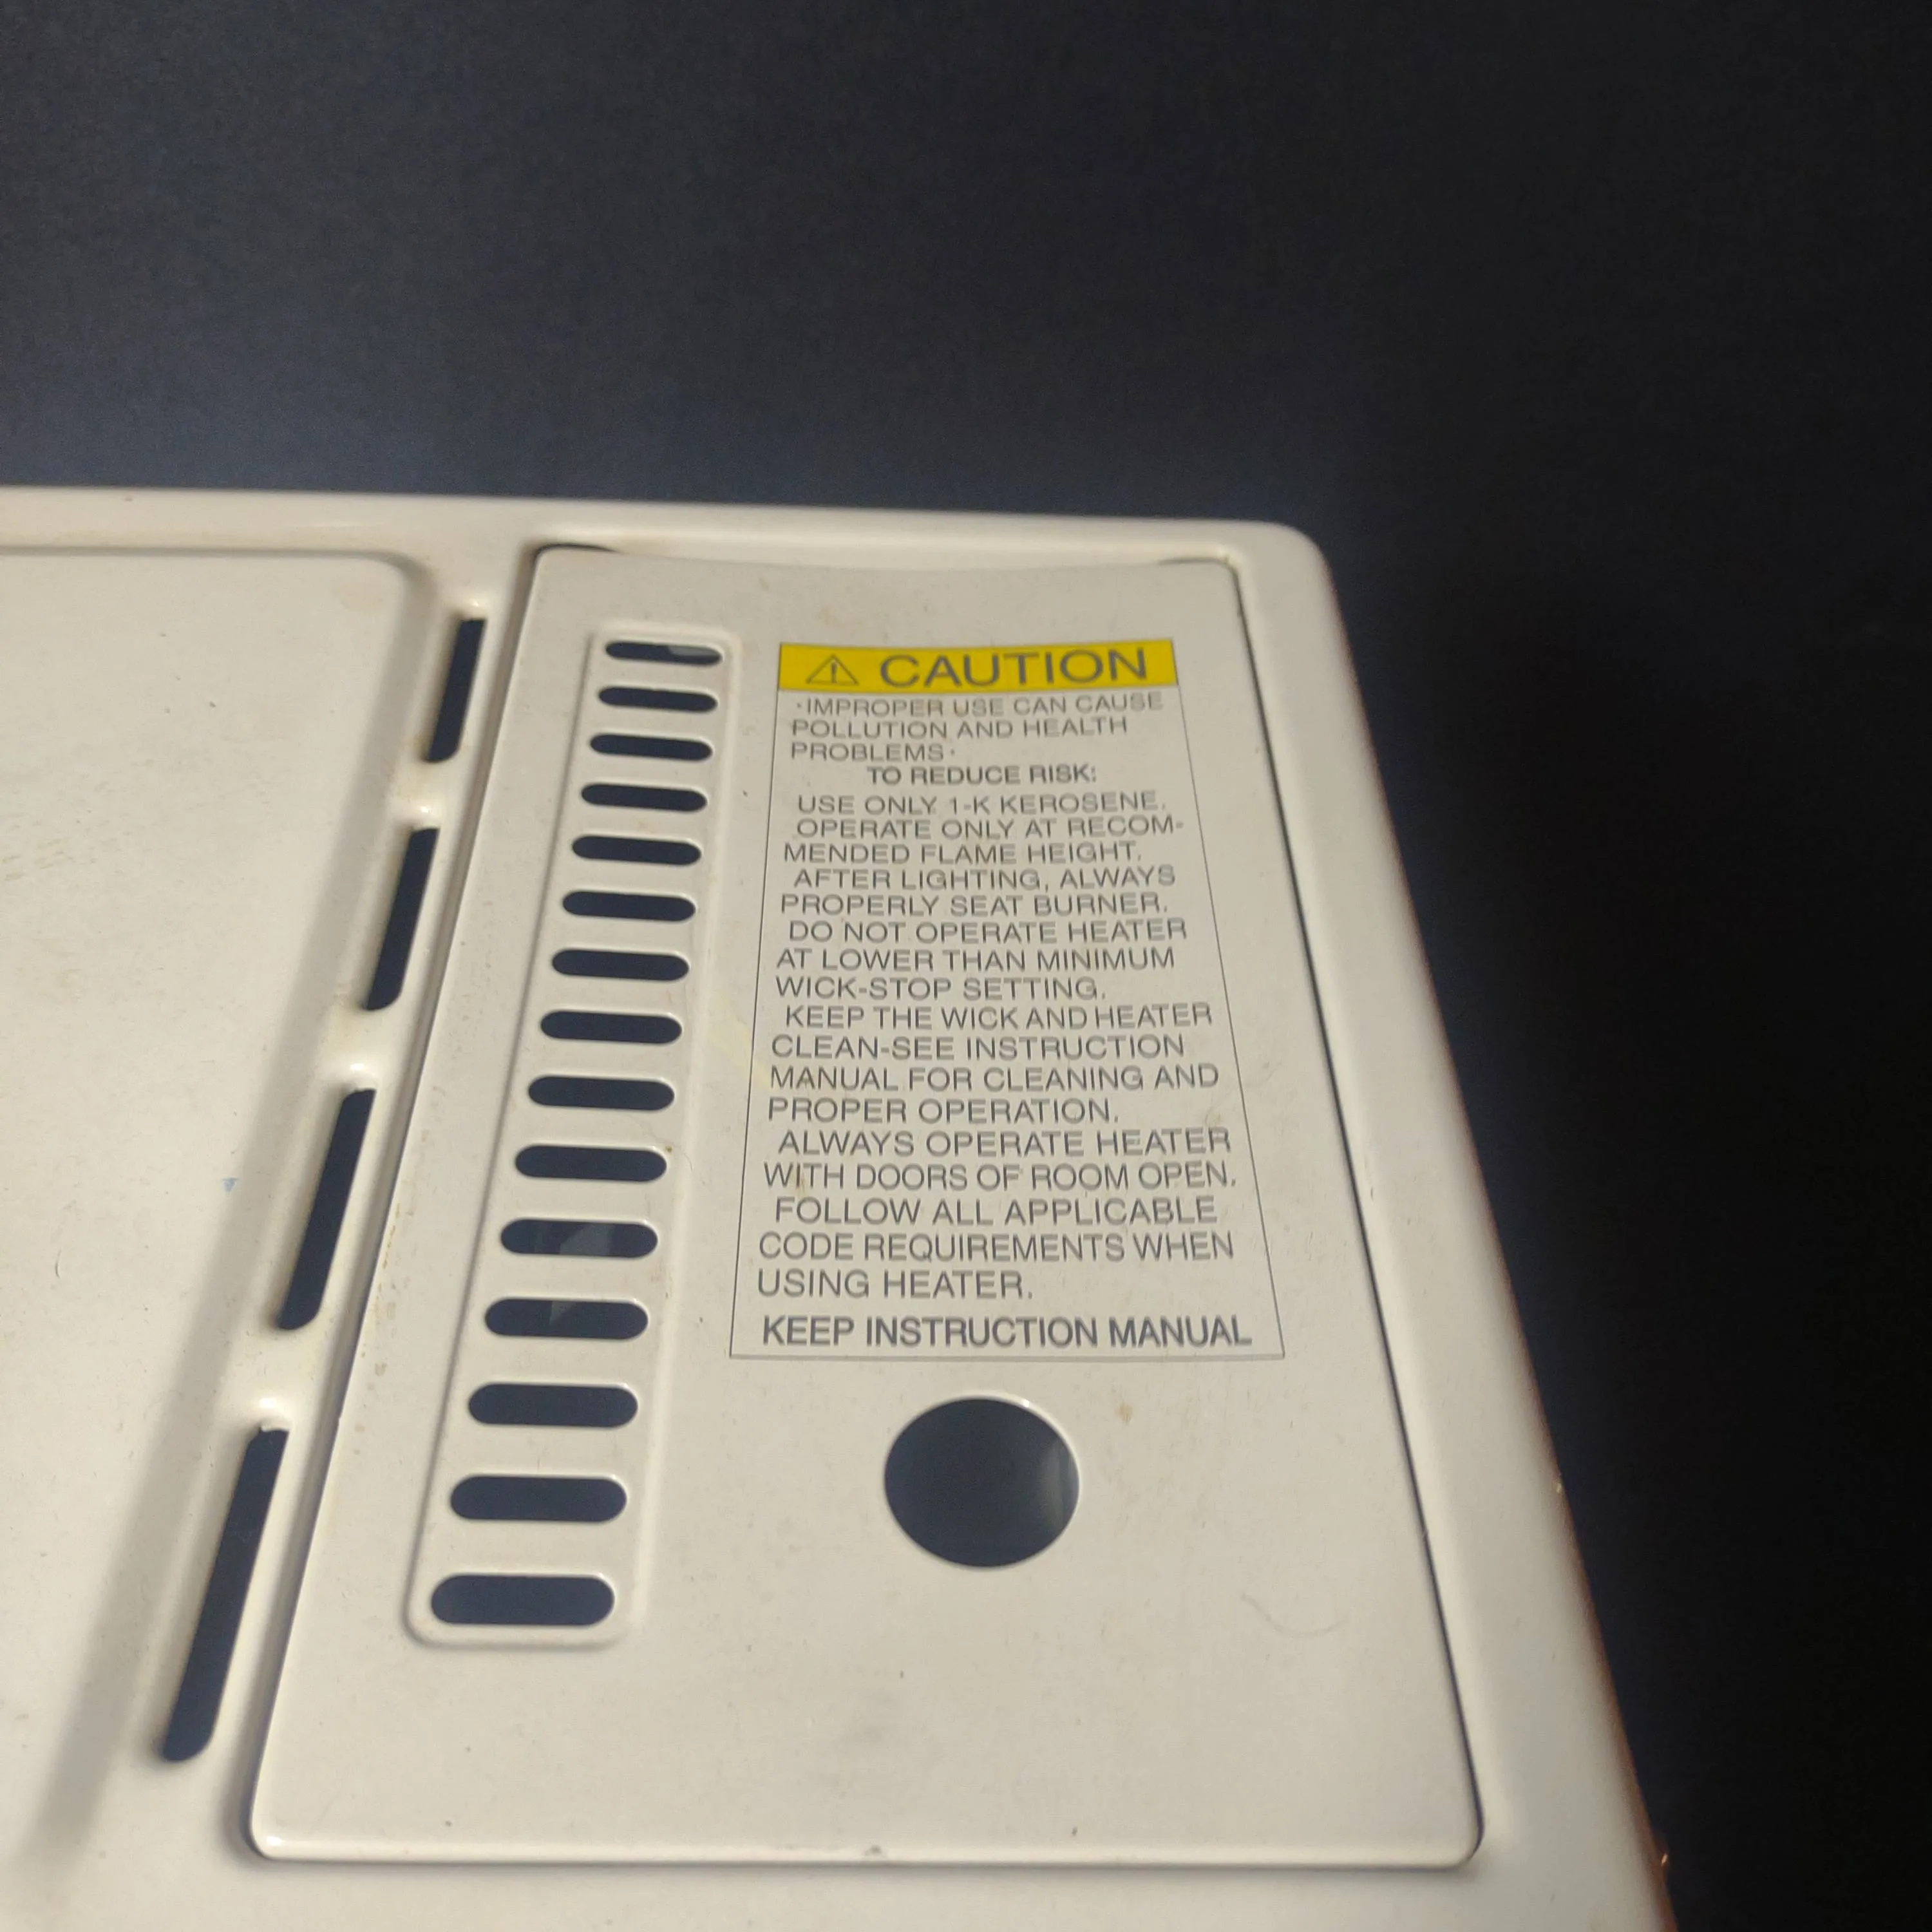 ⚠ CAUTION
·IMPROPER USE CAN CAUSE
POLLUTION AND HEALTH
PROBLEMS·
TO REDUCE RISK:
USE ONLY 1-K KEROSENE.
OPERATE ONLY AT RECOM-
MENDED FLAME HEIGHT.
AFTER LIGHTING, ALWAYS
PROPERLY SEAT BURNER.
DO NOT OPERATE HEATER
AT LOWER THAN MINIMUM
WICK-STOP SETTING.
KEEP THE WICK AND HEATER
CLEAN-SEE INSTRUCTION
MANUAL FOR CLEANING AND
PROPER OPERATION.
ALWAYS OPERATE HEATER
WITH DOORS OF ROOM OPEN.
FOLLOW ALL APPLICABLE
CODE REQUIREMENTS WHEN
USING HEATER.
KEEP INSTRUCTION MANUAL